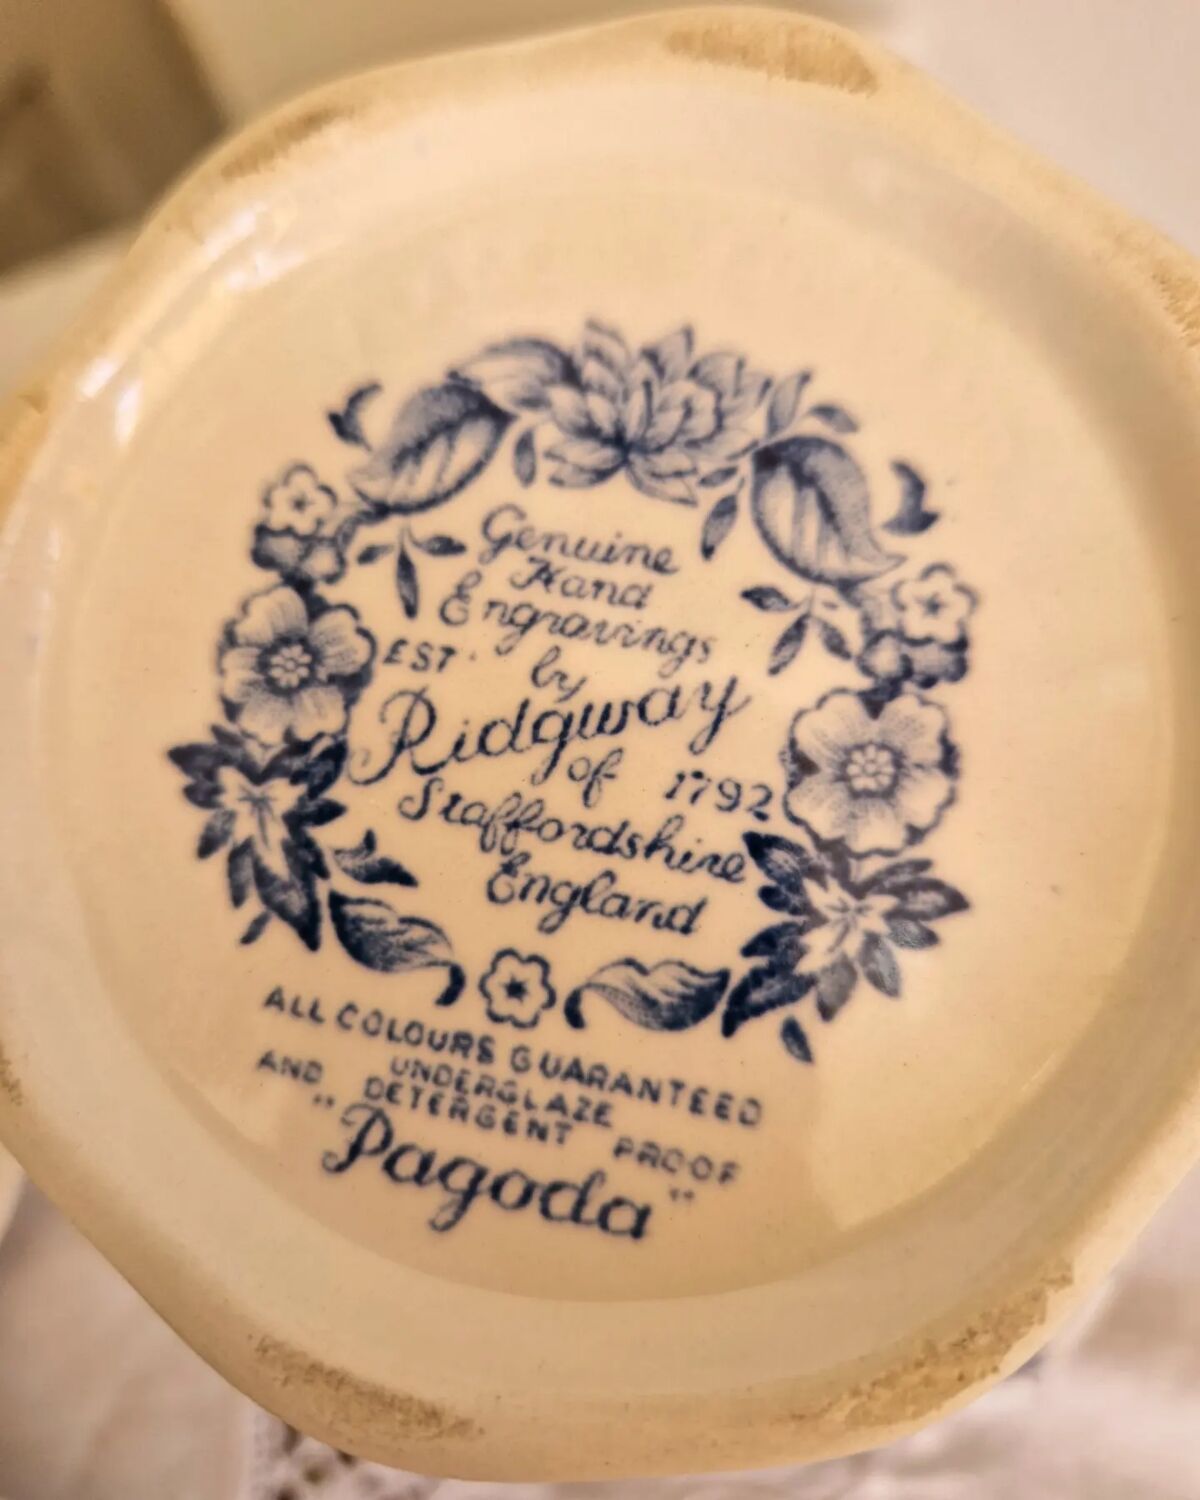 Genuine
Hand
Engravings
EST. by
Ridgway
of 1792
Staffordshire
England
ALL COLOURS GUARANTEED
UNDERGLAZE
AND DETERGENT PROOF
"Pagoda"